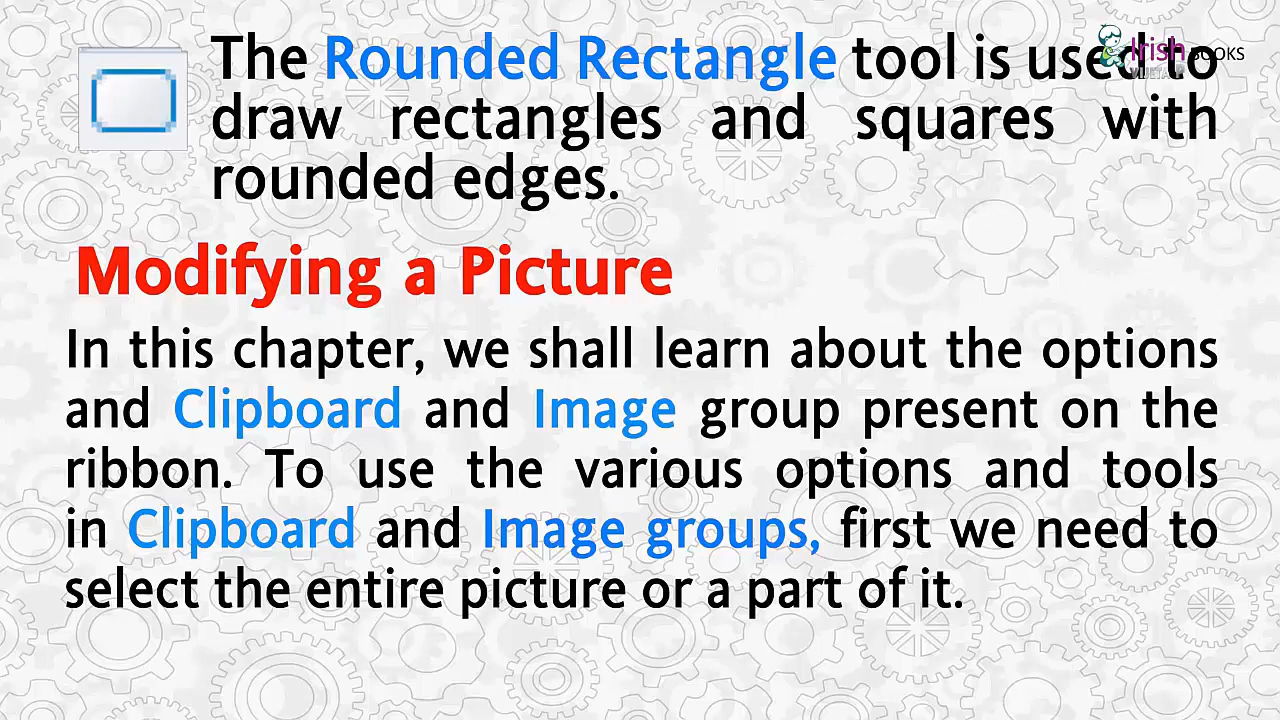 The Rounded Rectangle tool is used to
Irish BOOKS
draw rectangles and squares with
rounded edges.
Modifying a Picture
In this chapter, we shall learn about the options
and Clipboard and Image group present on the
ribbon. To use the various options and tools
in Clipboard and Image groups, first we need to
select the entire picture or a part of it.